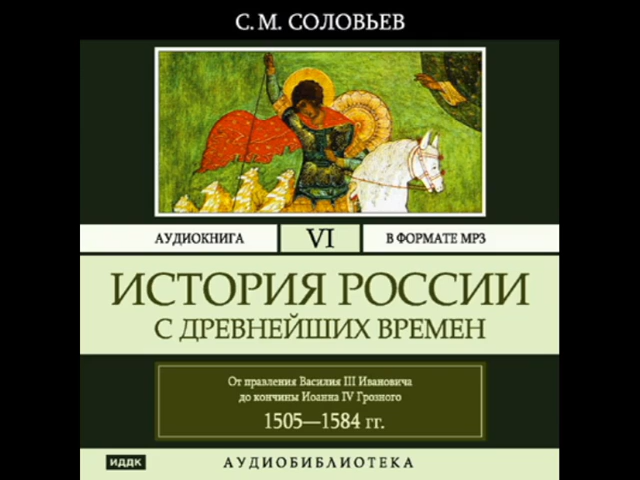 С. М. СОЛОВЬЕВ
АУДИОКНИГА
VI
В ФОРМАТЕ MP3
ИСТОРИЯ РОССИИ
С ДРЕВНЕЙШИХ ВРЕМЕН
От правления Василия III Ивановича
до кончины Иоанна IV Грозного
1505—1584 гг.
ИДДК
АУДИОБИБЛИОТЕКА